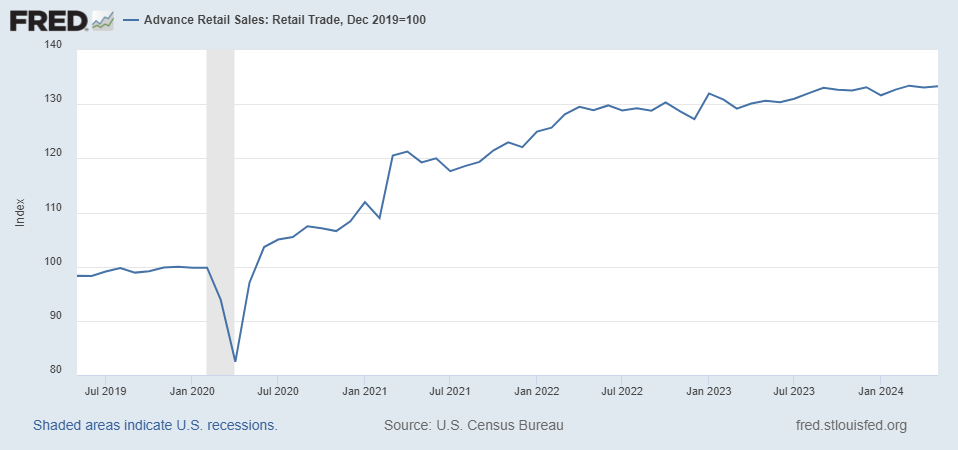 FRED
Advance Retail Sales: Retail Trade, Dec 2019=100
140
130
120
110
100
90
80
Index
Jul 2019 Jan 2020 Jul 2020 Jan 2021 Jul 2021 Jan 2022 Jul 2022 Jan 2023 Jul 2023 Jan 2024
Shaded areas indicate U.S. recessions. Source: U.S. Census Bureau fred.stlouisfed.org